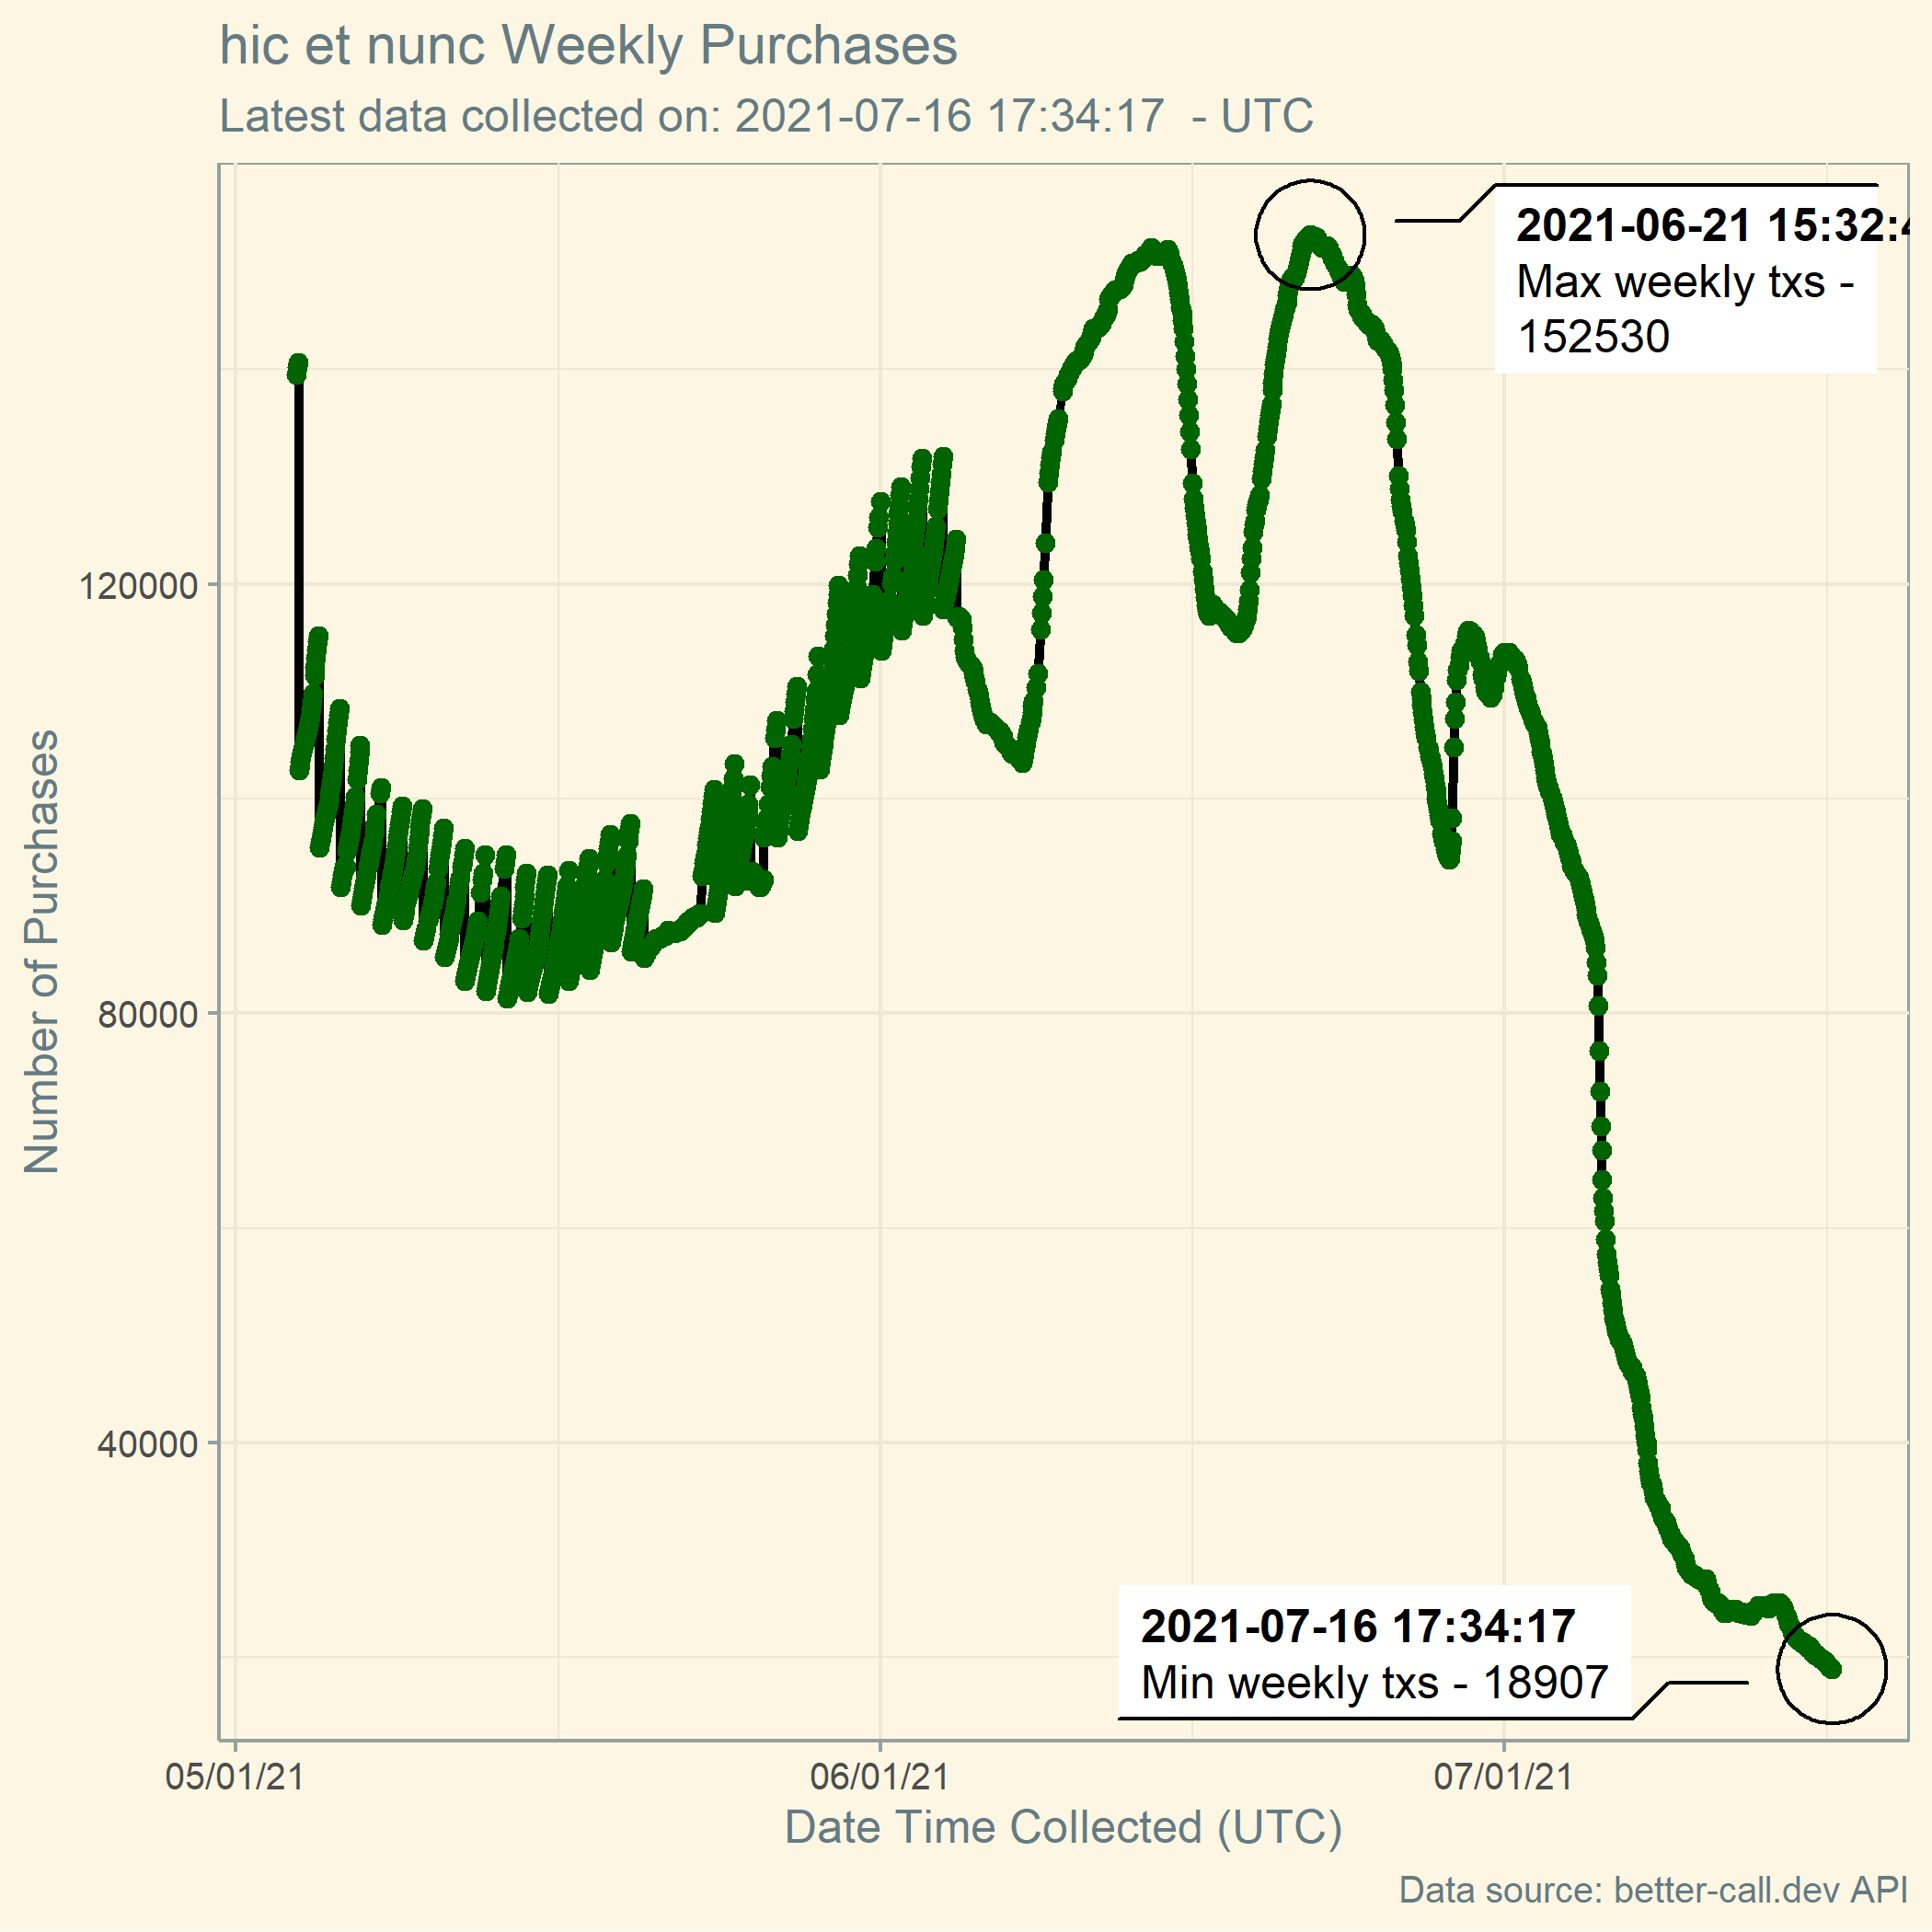 hic et nunc Weekly Purchases
Latest data collected on: 2021-07-16 17:34:17 - UTC
2021-06-21 15:32:4
Max weekly txs -
152530
120000
80000
40000
Number of Purchases
2021-07-16 17:34:17
Min weekly txs - 18907
05/01/21
06/01/21
07/01/21
Date Time Collected (UTC)
Data source: better-call.dev API